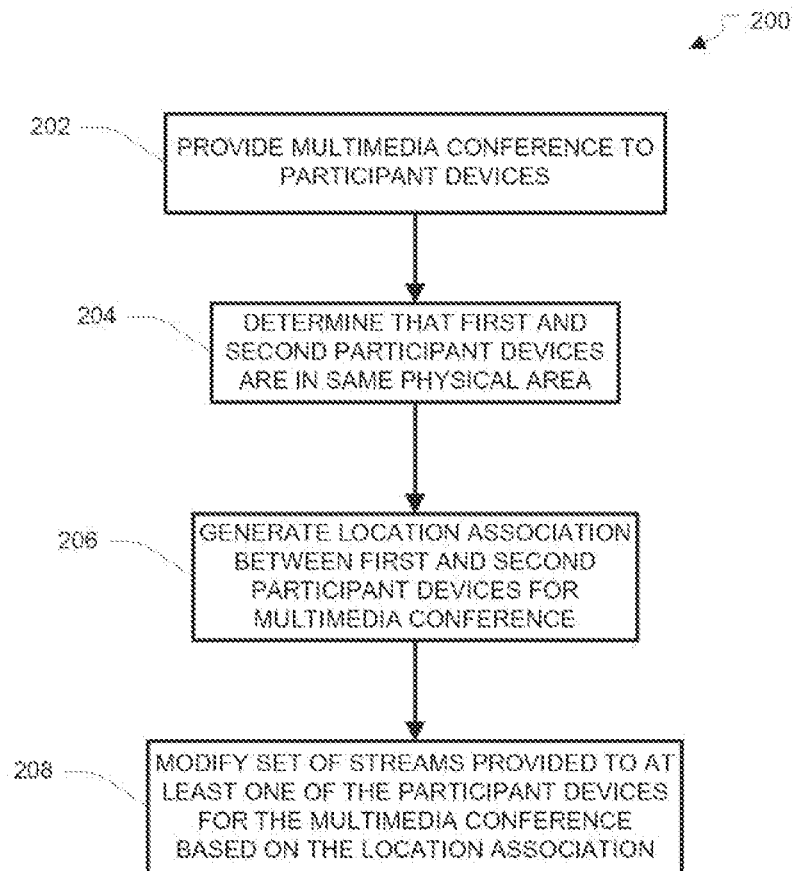 200
202
PROVIDE MULTIMEDIA CONFERENCE TO
PARTICIPANT DEVICES
204
DETERMINE THAT FIRST AND
SECOND PARTICIPANT DEVICES
ARE IN SAME PHYSICAL AREA
206
GENERATE LOCATION ASSOCIATION
BETWEEN FIRST AND SECOND
PARTICIPANT DEVICES FOR
MULTIMEDIA CONFERENCE
208
MODIFY SET OF STREAMS PROVIDED TO AT
LEAST ONE OF THE PARTICIPANT DEVICES
FOR THE MULTIMEDIA CONFERENCE
BASED ON THE LOCATION ASSOCIATION